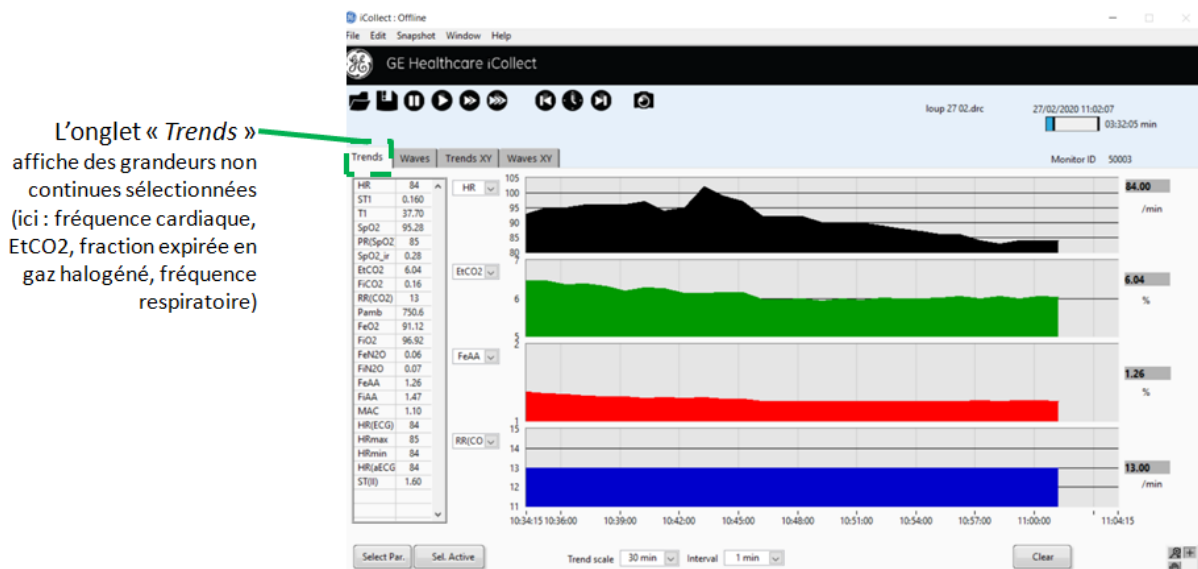 iCollect : Offline
File Edit Snapshot Window Help
GE Healthcare iCollect
loup 27 02.drc
27/02/2020 11:02:07
03:32:05 min
Monitor ID 50003
L'onglet « Trends »
affiche des grandeurs non
continues sélectionnées
(ici : fréquence cardiaque,
EtCO2, fraction expirée en
gaz halogéné, fréquence
respiratoire)
Trends Waves Trends XY Waves XY
HR 84
ST1 0.160
T1 37.70
SpO2 95.28
PR(SpO2 85
SpO2_ir 0.28
EtCO2 6.04
FiCO2 0.16
RR(CO2) 13
Pamb 750.6
FeO2 91.12
FiO2 96.92
FeN2O 0.06
FiN2O 0.07
FeAA 1.26
FiAA 1.47
MAC 1.10
HR(ECG) 84
HRmax 85
HRmin 84
HR(aECG 84
ST(II) 1.60
HR
105
100
95
90
85
80
84.00
/min
EtCO2
7
6
5
6.04
%
FeAA
2
1
1.26
%
RR(CO
15
14
13
12
11
13.00
/min
10:34:15 10:36:00 10:39:00 10:42:00 10:45:00 10:48:00 10:51:00 10:54:00 10:57:00 11:00:00 11:04:15
Select Par. Sel. Active Trend scale 30 min Interval 1 min Clear